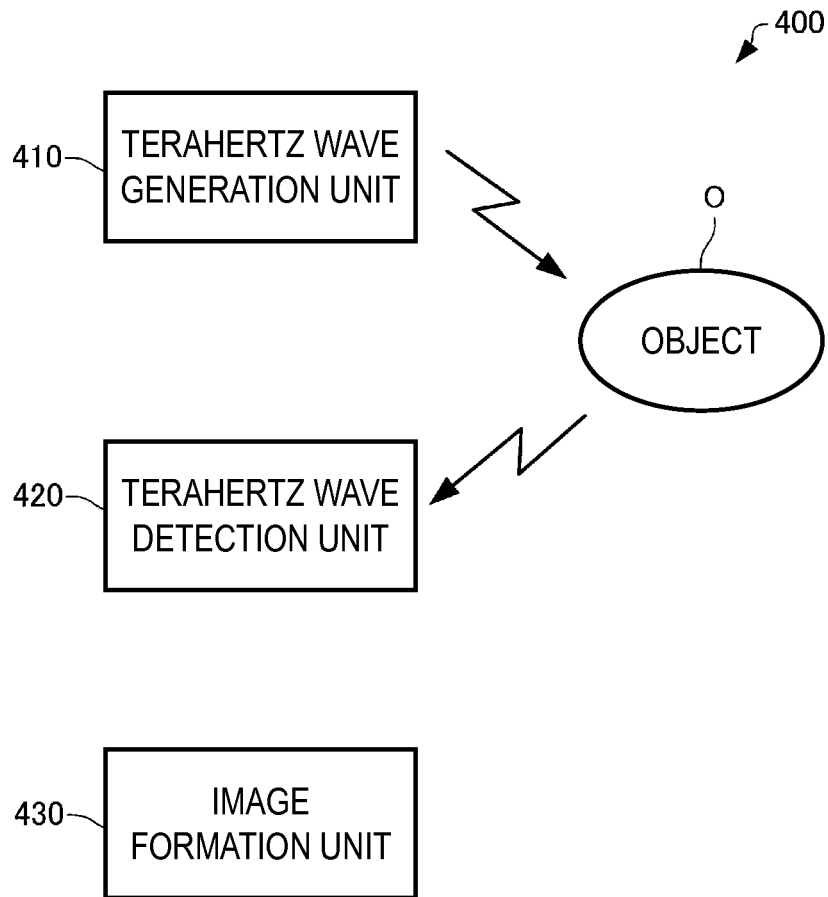 400
410
TERAHERTZ WAVE
GENERATION UNIT
O
OBJECT
420
TERAHERTZ WAVE
DETECTION UNIT
430
IMAGE
FORMATION UNIT